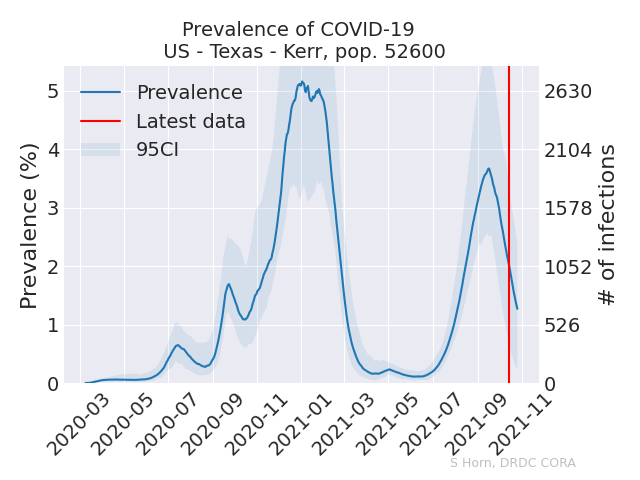 Prevalence of COVID-19
US - Texas - Kerr, pop. 52600
Prevalence
Latest data
95CI
Prevalence (%)
5
4
3
2
1
0
2630
2104
1578
1052
526
0
# of infections
2020-03
2020-05
2020-07
2020-09
2020-11
2021-01
2021-03
2021-05
2021-07
2021-09
2021-11
S Horn, DRDC CORA